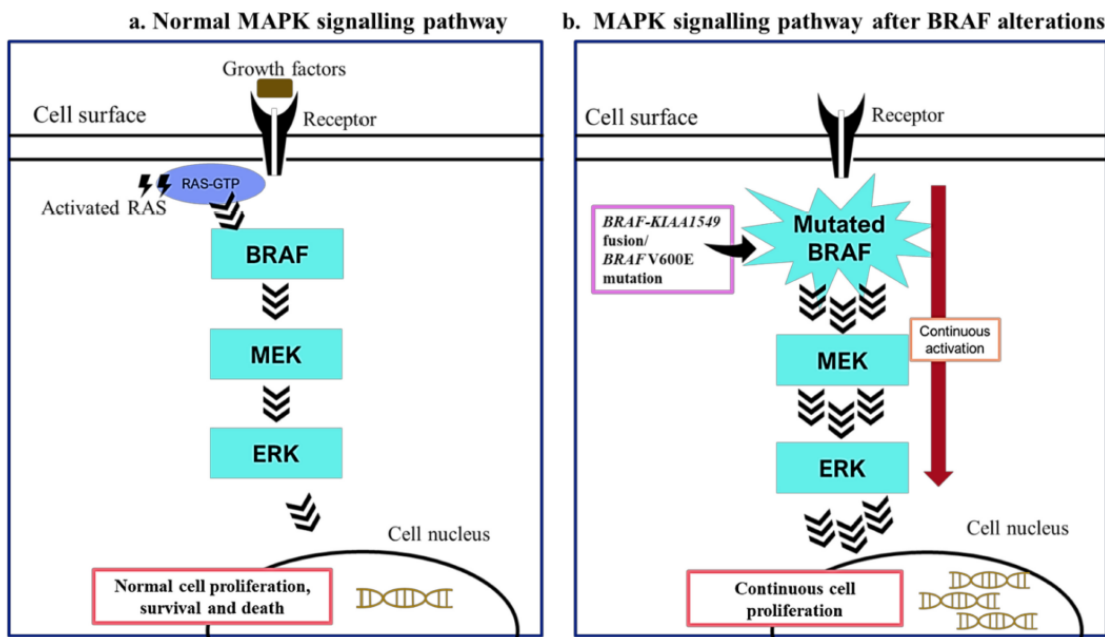 a. Normal MAPK signalling pathway
Growth factors
Cell surface
Receptor
RAS-GTP
Activated RAS
BRAF
MEK
ERK
Cell nucleus
Normal cell proliferation,
survival and death
b. MAPK signalling pathway after BRAF alterations
Cell surface
Receptor
BRAF-KIAA1549
fusion/
BRAF V600E
mutation
Mutated
BRAF
Continuous
activation
MEK
ERK
Cell nucleus
Continuous cell
proliferation